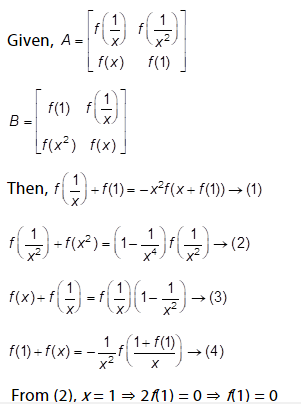 Given, A = [ f(1/x) f(1/x²) ; f(x) f(1) ]
B = [ f(1) f(1/x) ; f(x²) f(x) ]
Then, f(1/x) + f(1) = −x²f(x + f(1)) → (1)
f(1/x²) + f(x²) = (1 − 1/x⁴) f(1/x²) → (2)
f(x) + f(1/x) = f(1/x)(1 − 1/x²) → (3)
f(1) + f(x) = − 1/x² f((1 + f(1))/x) → (4)
From (2), x = 1 ⇒ 2f(1) = 0 ⇒ f(1) = 0